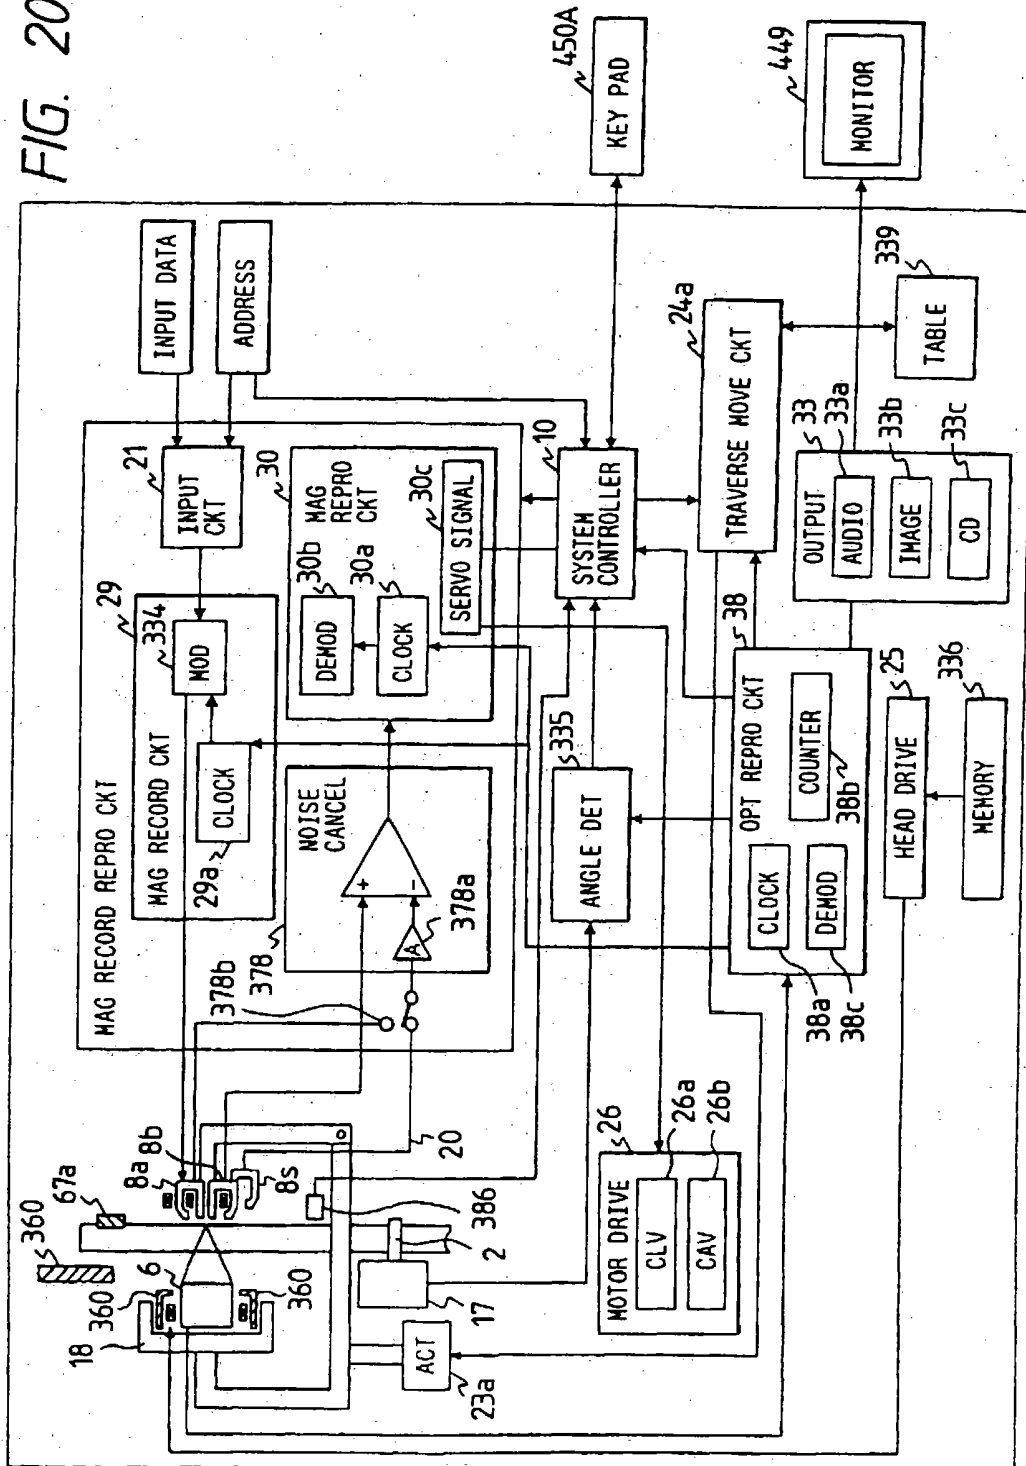 FIG. 20
INPUT DATA
ADDRESS
450A
KEY PAD
449
MONITOR
MAG RECORD REPRO CKT
21
INPUT
CKT
29
334
MOD
MAG RECORD CKT
CLOCK
29a
30
MAG
REPRO
CKT
30b
DEMOD
30a
CLOCK
30c
SERVO SIGNAL
378
NOISE
CANCEL
+
−
A
378a
378b
10
SYSTEM
CONTROLLER
24a
TRAVERSE MOVE CKT
339
TABLE
335
ANGLE DET
38
OPT REPRO CKT
CLOCK
38a
COUNTER
38b
DEMOD
38c
33
OUTPUT
33a
AUDIO
33b
IMAGE
33c
CD
25
HEAD DRIVE
336
MEMORY
26
MOTOR DRIVE
26a
CLV
26b
CAV
360
67a
8a
8b
8s
20
386
2
17
6
360
360
18
ACT
23a